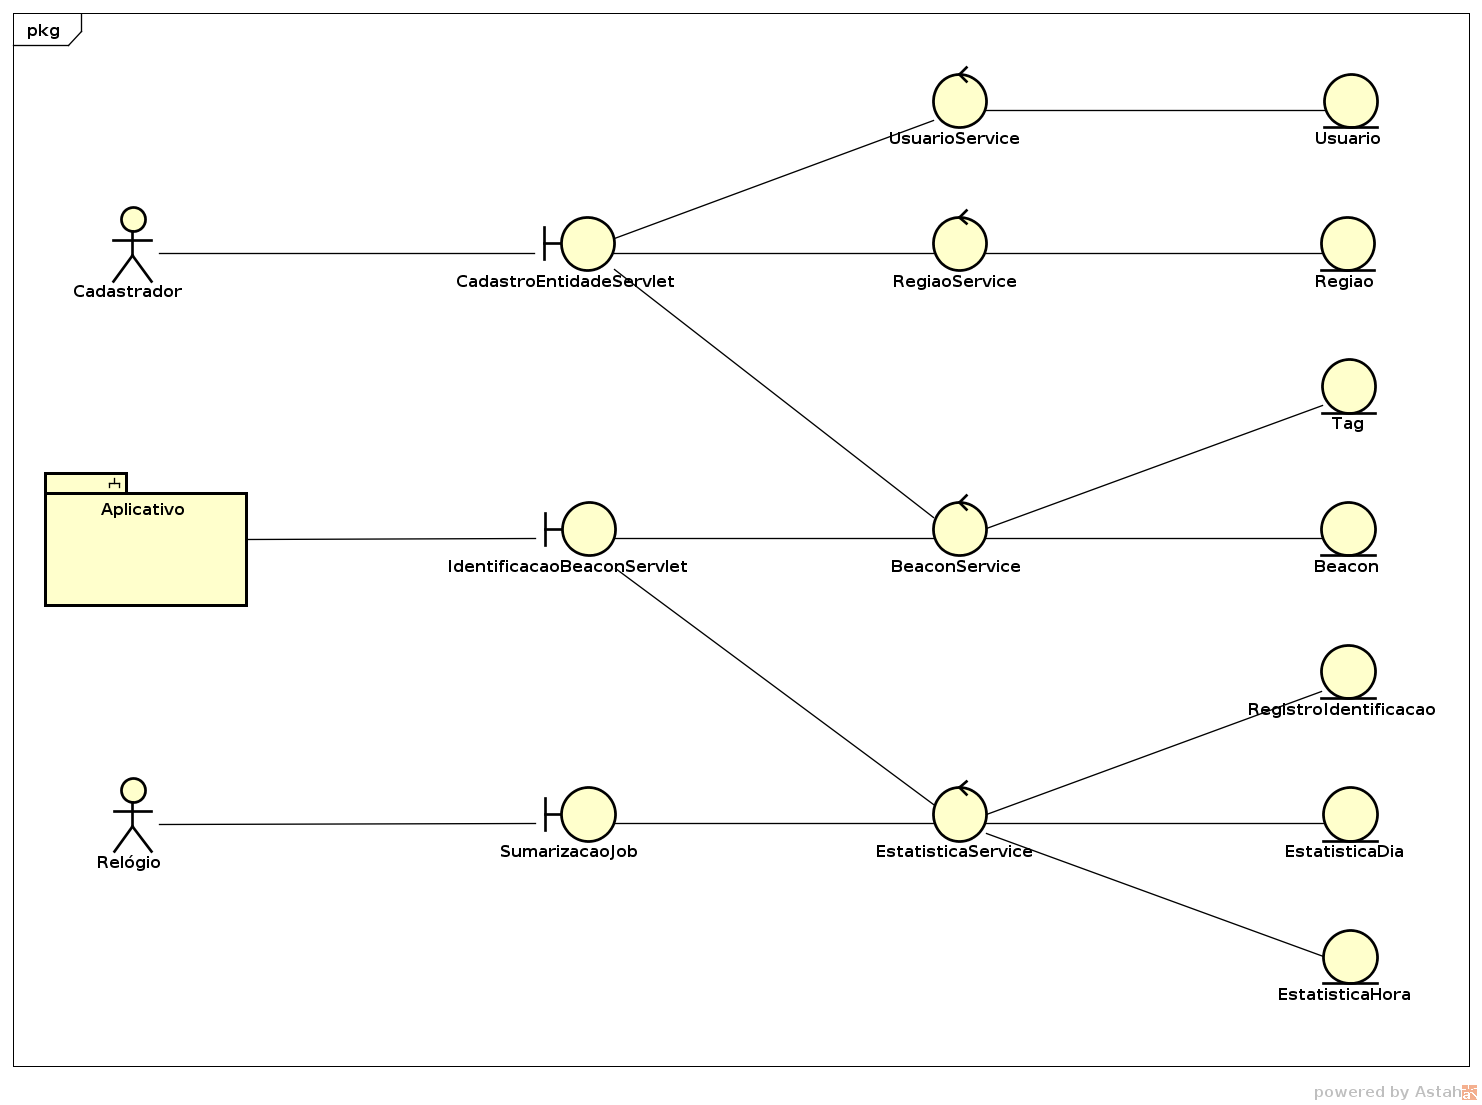 pkg
UsuarioService
Usuario
Cadastrador
CadastroEntidadeServlet
RegiaoService
Regiao
Tag
Aplicativo
IdentificacaoBeaconServlet
BeaconService
Beacon
RegistroIdentificacao
Relógio
SumarizacaoJob
EstatisticaService
EstatisticaDia
EstatisticaHora
powered by Astah